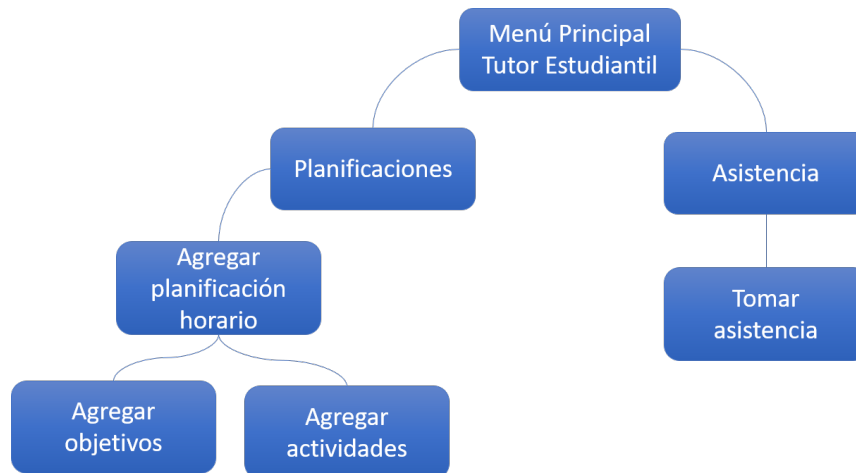 Menú Principal
Tutor Estudiantil
Planificaciones
Asistencia
Agregar
planificación
horario
Tomar
asistencia
Agregar
objetivos
Agregar
actividades